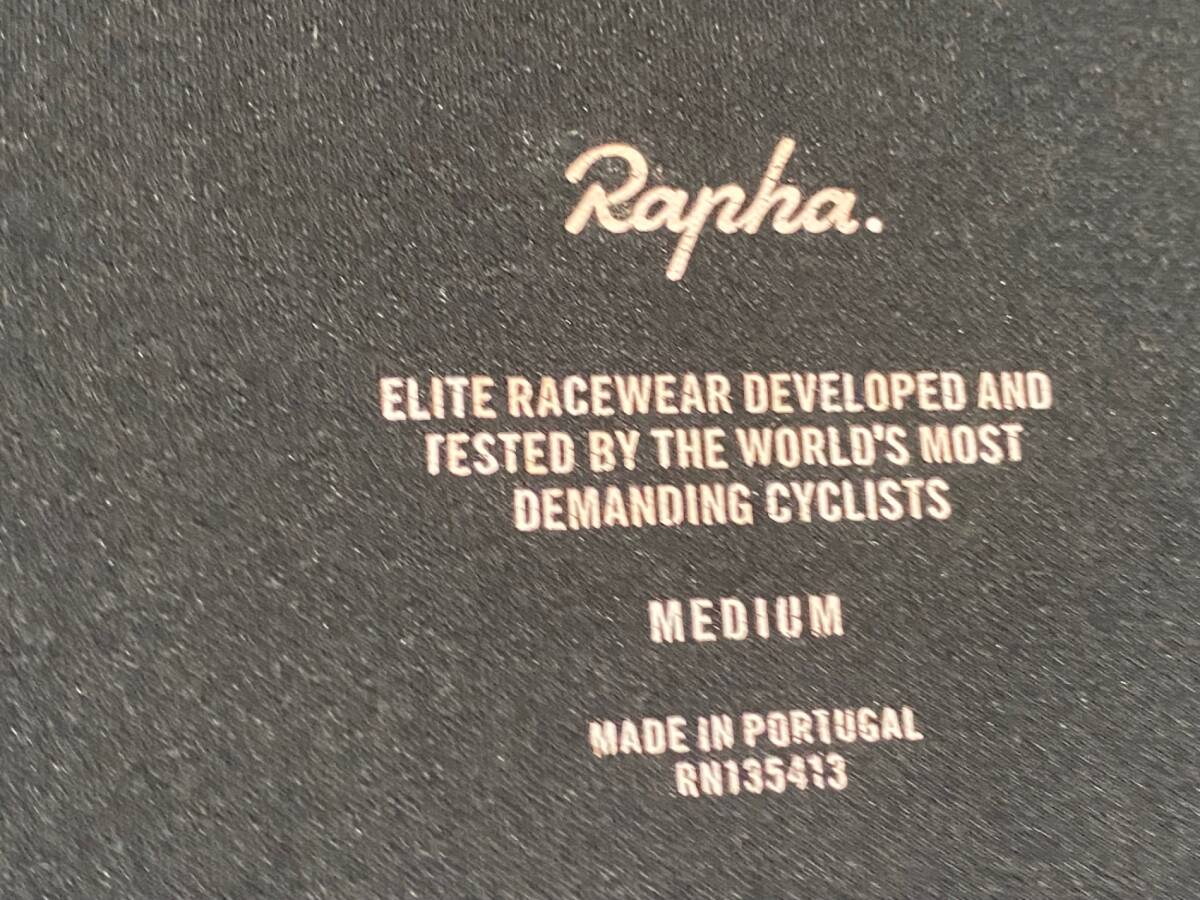 Rapha.
ELITE RACEWEAR DEVELOPED AND
TESTED BY THE WORLD'S MOST
DEMANDING CYCLISTS
MEDIUM
MADE IN PORTUGAL
RN135413